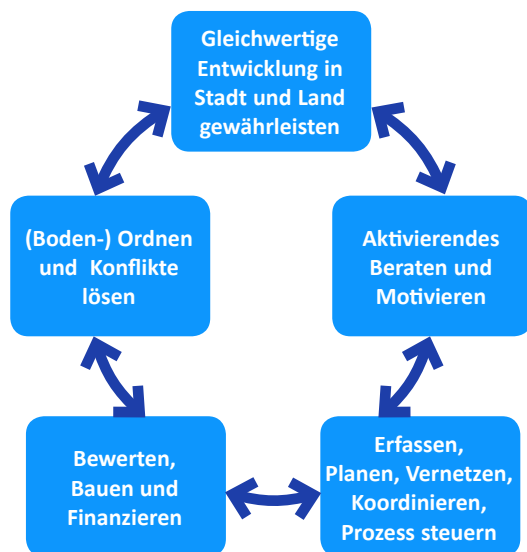 Gleichwertige
Entwicklung in
Stadt und Land
gewährleisten
(Boden-) Ordnen
und Konflikte
lösen
Aktivierendes
Beraten und
Motivieren
Bewerten,
Bauen und
Finanzieren
Erfassen,
Planen, Vernetzen,
Koordinieren,
Prozess steuern